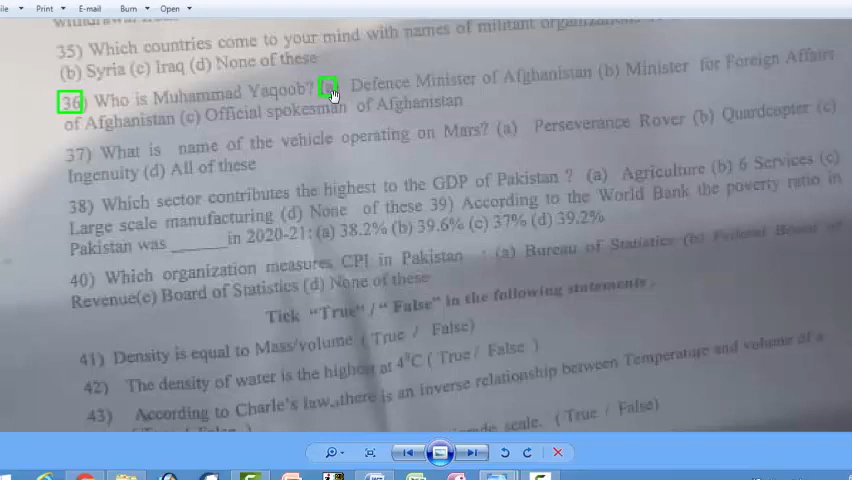 Print
E-mail
Burn
Open
35) Which countries come to your mind with names of militant
(b) Syria (c) Iraq (d) None of these
36) Who is Muhammad Yaqoob? (a) Defence Minister of Afghanistan (b) Minister for Foreign Affairs
of Afghanistan (c) Official spokesman of Afghanistan
37) What is name of the vehicle operating on Mars? (a) Perseverance Rover (b) Quardcopter (c)
Ingenuity (d) All of these
38) Which sector contributes the highest to the GDP of Pakistan ? (a) Agriculture (b) 6 Services (c)
Large scale manufacturing (d) None of these 39) According to the World Bank the poverty ratio in
Pakistan was ______in 2020-21: (a) 38.2% (b) 39.6% (c) 37% (d) 39.2%
40) Which organization measures CPI in Pakistan : (a) Bureau of Statistics (b) Federal Board of
Revenue(c) Board of Statistics (d) None of these
Tick "True"/" False" in the following statements .
41) Density is equal to Mass/volume ( True / False)
42) The density of water is the highest at 4⁰C ( True / False )
43) According to Charle's law, there is an inverse relationship between Temperature and volume of a
scale. ( True / False)